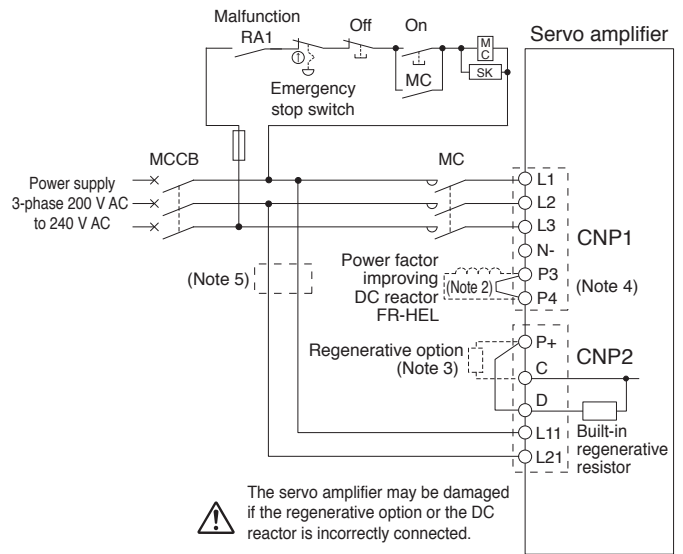 Malfunction
RA1
Off
On
M
C
SK
MC
①
Emergency
stop switch
Servo amplifier
MCCB
MC
Power supply
3-phase 200 V AC
to 240 V AC
L1
L2
L3
N-
P3
P4
CNP1
(Note 4)
(Note 5)
Power factor
improving
DC reactor
FR-HEL
(Note 2)
Regenerative option
(Note 3)
P+
C
D
L11
L21
CNP2
Built-in
regenerative
resistor
The servo amplifier may be damaged
if the regenerative option or the DC
reactor is incorrectly connected.